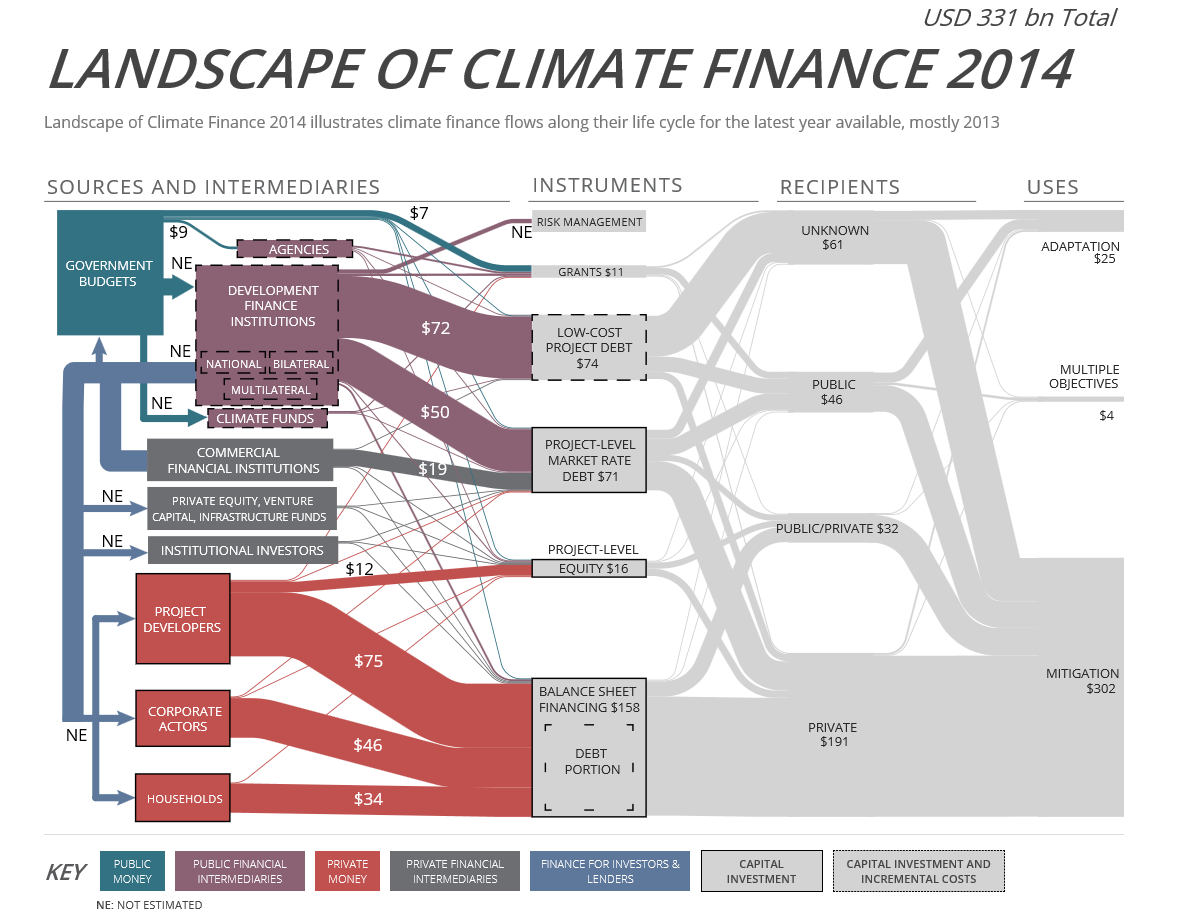 USD 331 bn Total
LANDSCAPE OF CLIMATE FINANCE 2014
Landscape of Climate Finance 2014 illustrates climate finance flows along their life cycle for the latest year available, mostly 2013
SOURCES AND INTERMEDIARIES
INSTRUMENTS
RECIPIENTS
USES
GOVERNMENT
BUDGETS
$9
NE
$7
AGENCIES
DEVELOPMENT
FINANCE
INSTITUTIONS
NE
NATIONAL
BILATERAL
MULTILATERAL
NE
CLIMATE FUNDS
COMMERCIAL
FINANCIAL INSTITUTIONS
NE
PRIVATE EQUITY, VENTURE
CAPITAL, INFRASTRUCTURE FUNDS
NE
INSTITUTIONAL INVESTORS
PROJECT
DEVELOPERS
CORPORATE
ACTORS
NE
HOUSEHOLDS
$72
$50
$19
$12
$75
$46
$34
NE
RISK MANAGEMENT
GRANTS $11
LOW-COST
PROJECT DEBT
$74
PROJECT-LEVEL
MARKET RATE
DEBT $71
PROJECT-LEVEL
EQUITY $16
BALANCE SHEET
FINANCING $158
DEBT
PORTION
UNKNOWN
$61
PUBLIC
$46
PUBLIC/PRIVATE $32
PRIVATE
$191
ADAPTATION
$25
MULTIPLE
OBJECTIVES
$4
MITIGATION
$302
KEY
PUBLIC
MONEY
PUBLIC FINANCIAL
INTERMEDIARIES
PRIVATE
MONEY
PRIVATE FINANCIAL
INTERMEDIARIES
FINANCE FOR INVESTORS &
LENDERS
CAPITAL
INVESTMENT
CAPITAL INVESTMENT AND
INCREMENTAL COSTS
NE: NOT ESTIMATED